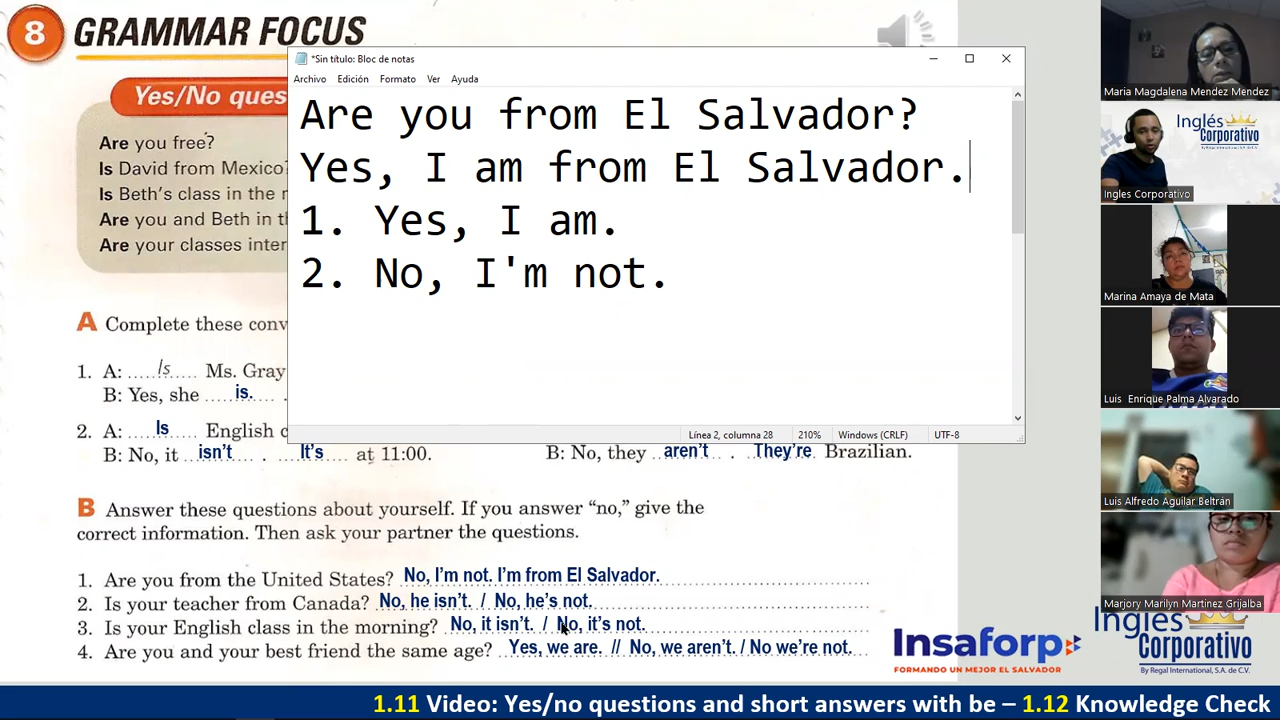 8 GRAMMAR FOCUS
Yes/No ques
Are you free?
Is David from Mexico?
Is Beth's class in the
Are you and Beth in th
Are your classes inter
*Sin título: Bloc de notas
Archivo Edición Formato Ver Ayuda
Are you from El Salvador?
Yes, I am from El Salvador.
1. Yes, I am.
2. No, I'm not.
Línea 2, columna 28 210% Windows (CRLF) UTF-8
A Complete these conv
1. A: Is Ms. Gray
B: Yes, she is.
2. A: Is English c
B: No, it isn't. It's at 11:00.
B: No, they aren't. They're Brazilian.
B Answer these questions about yourself. If you answer “no,” give the
correct information. Then ask your partner the questions.
1. Are you from the United States? No, I'm not. I'm from El Salvador.
2. Is your teacher from Canada? No, he isn't. / No, he's not.
3. Is your English class in the morning? No, it isn't. / No, it's not.
4. Are you and your best friend the same age? Yes, we are. // No, we aren't. / No we're not.
Insaforp
FORMANDO UN MEJOR EL SALVADOR
Inglés
Corporativo
By Regal International, S.A. de C.V.
1.11 Video: Yes/no questions and short answers with be – 1.12 Knowledge Check
Maria Magdalena Mendez Mendez
Inglés
Corporativo
By Regal International, S.A. de C.V.
Ingles Corporativo
Marina Amaya de Mata
Luis Enrique Palma Alvarado
Luis Alfredo Aguilar Beltrán
Marjory Marilyn Martinez Grijalba